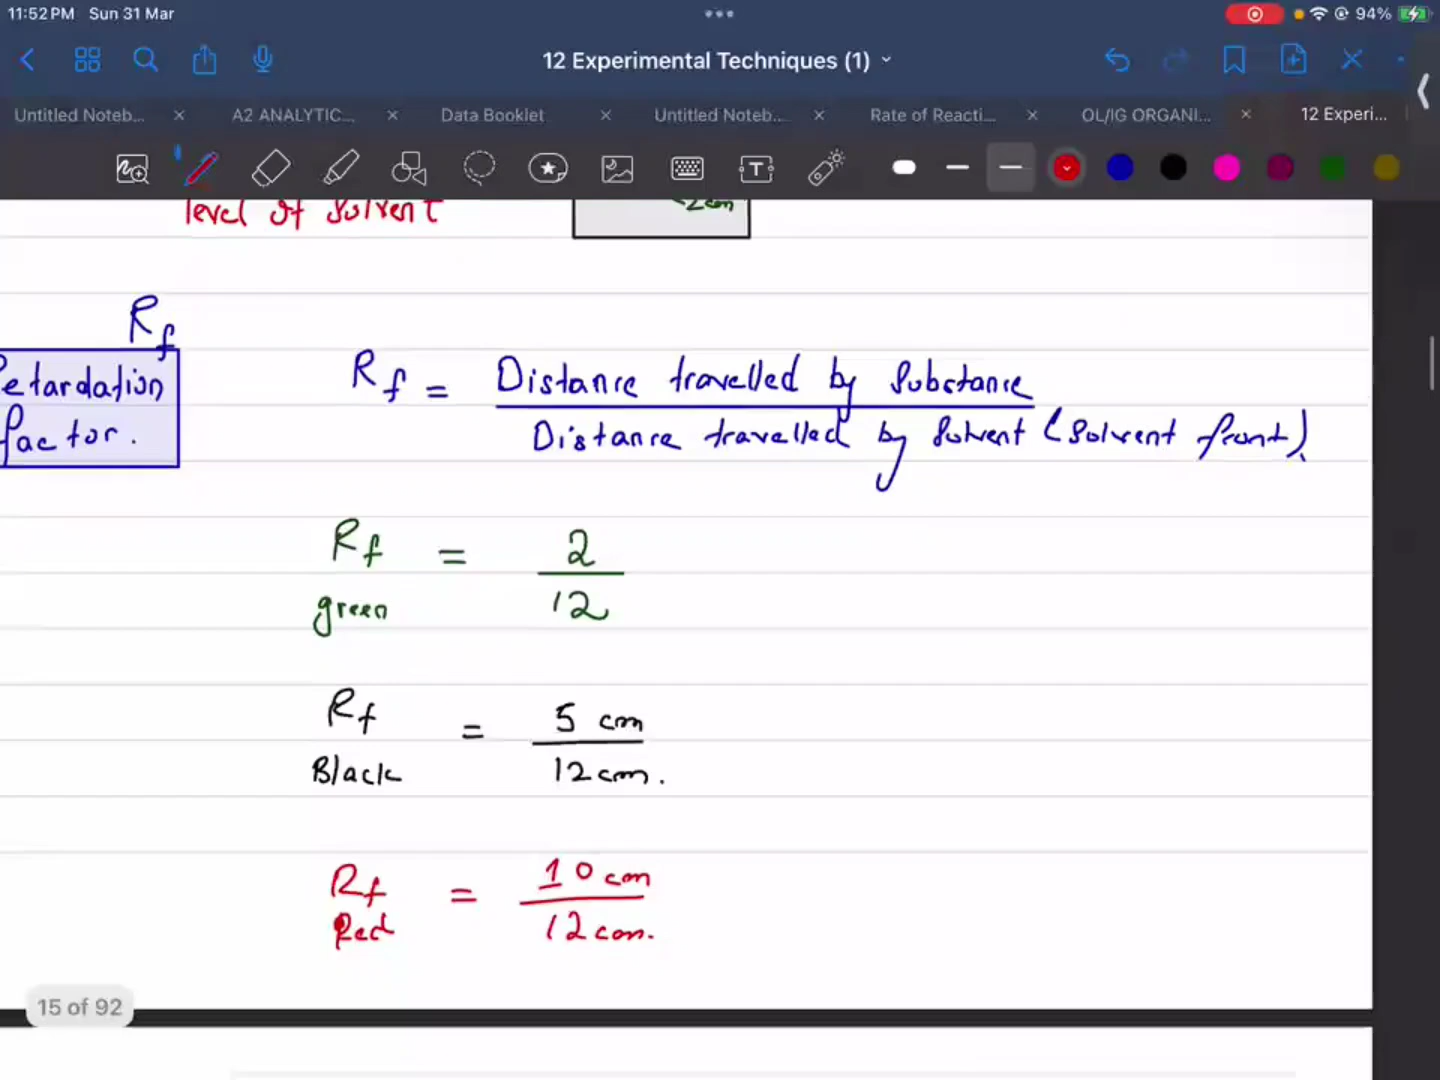 11:52 PM Sun 31 Mar
94%
12 Experimental Techniques (1)
Untitled Noteb... A2 ANALYTIC... Data Booklet Untitled Noteb... Rate of Reacti... OL/IG ORGANI... 12 Experi...
level of solvent
2cm
Rf
etardation
factor.
Rf = Distance travelled by substance
Distance travelled by solvent (solvent front).
Rf = 2
green 12
Rf = 5 cm
Black 12 cm.
Rf = 10 cm
Red 12 cm.
15 of 92